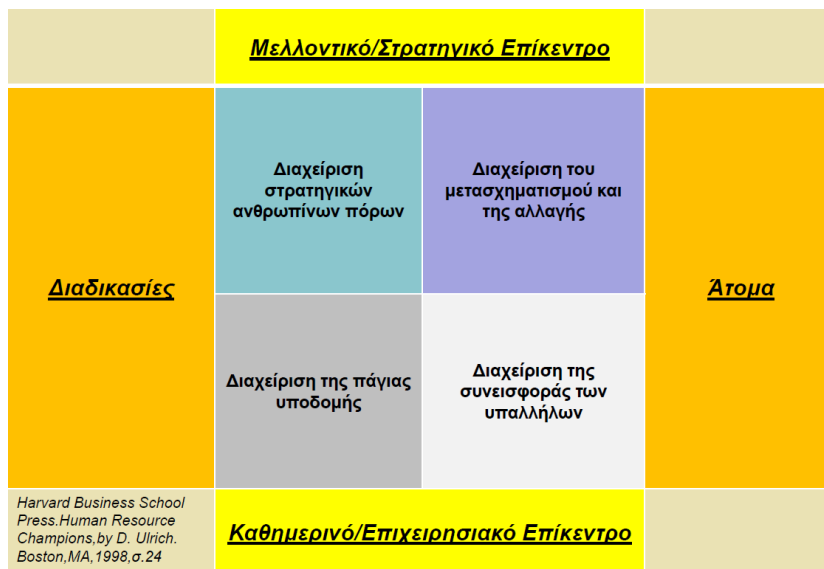 Μελλοντικό/Στρατηγικό Επίκεντρο
Διαχείριση
στρατηγικών
ανθρωπίνων πόρων
Διαχείριση του
μετασχηματισμού και
της αλλαγής
Διαδικασίες
Άτομα
Διαχείριση της πάγιας
υποδομής
Διαχείριση της
συνεισφοράς των
υπαλλήλων
Harvard Business School
Press.Human Resource
Champions,by D. Ulrich.
Boston,MA,1998,σ.24
Καθημερινό/Επιχειρησιακό Επίκεντρο